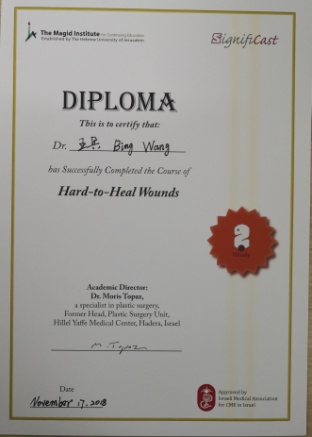 The Magid Institute for Continuing Education
Established by The Hebrew University of Jerusalem
SignifiCast
DIPLOMA
This is to certify that:
Dr. Bing Wang
has Successfully Completed the Course of
Hard-to-Heal Wounds
Academic Director:
Dr. Moris Topaz,
a specialist in plastic surgery,
Former Head, Plastic Surgery Unit,
Hillel Yaffe Medical Center, Hadera, Israel
M. Topaz
Date
November 17. 2018
Approved by
Israeli Medical Association
for CME in Israel